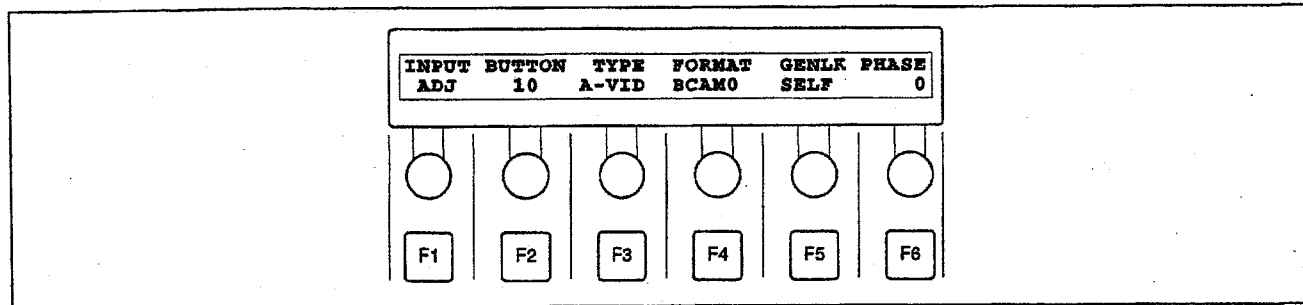 INPUT BUTTON TYPE FORMAT GENLK PHASE
ADJ 10 A-VID BCAM0 SELF 0
F1 F2 F3 F4 F5 F6